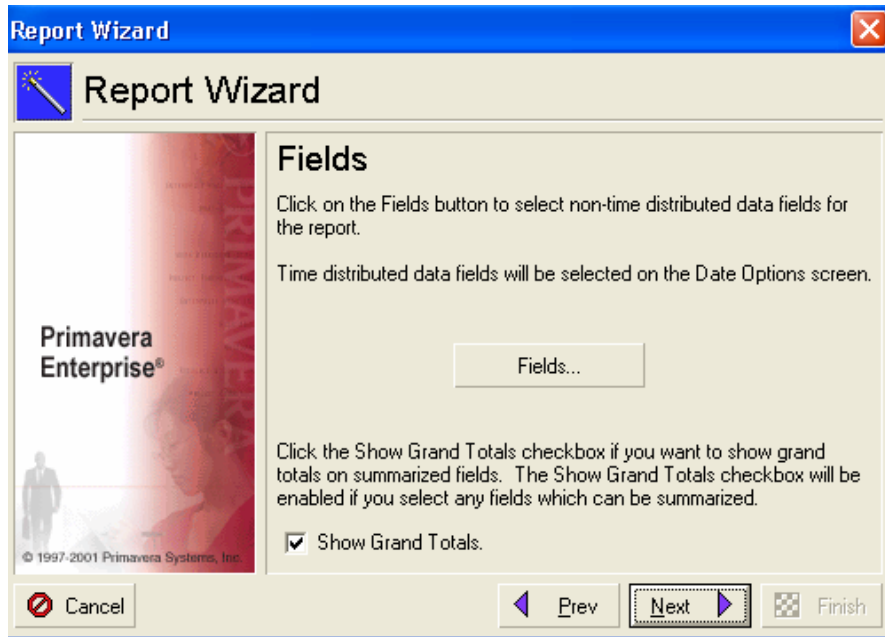 Report Wizard
Report Wizard
Fields
Click on the Fields button to select non-time distributed data fields for
the report.
Time distributed data fields will be selected on the Date Options screen.
PRIMAVERA
Primavera
Enterprise®
Fields...
Click the Show Grand Totals checkbox if you want to show grand
totals on summarized fields. The Show Grand Totals checkbox will be
enabled if you select any fields which can be summarized.
Show Grand Totals.
© 1997-2001 Primavera Systems, Inc.
Cancel
Prev
Next
Finish